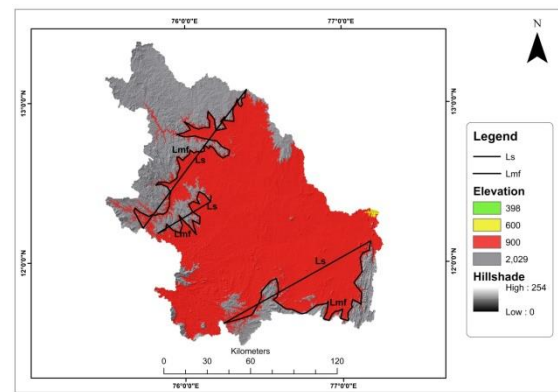 76°0'0"E 77°0'0"E
N
13°0'0"N 13°0'0"N
Lmf
Ls
Ls
Lmf
Ls
Lmf
12°0'0"N 12°0'0"N
Legend
Ls
Lmf
Elevation
398
600
900
2,029
Hillshade
High : 254
Low : 0
Kilometers
0 30 60 120
76°0'0"E 77°0'0"E